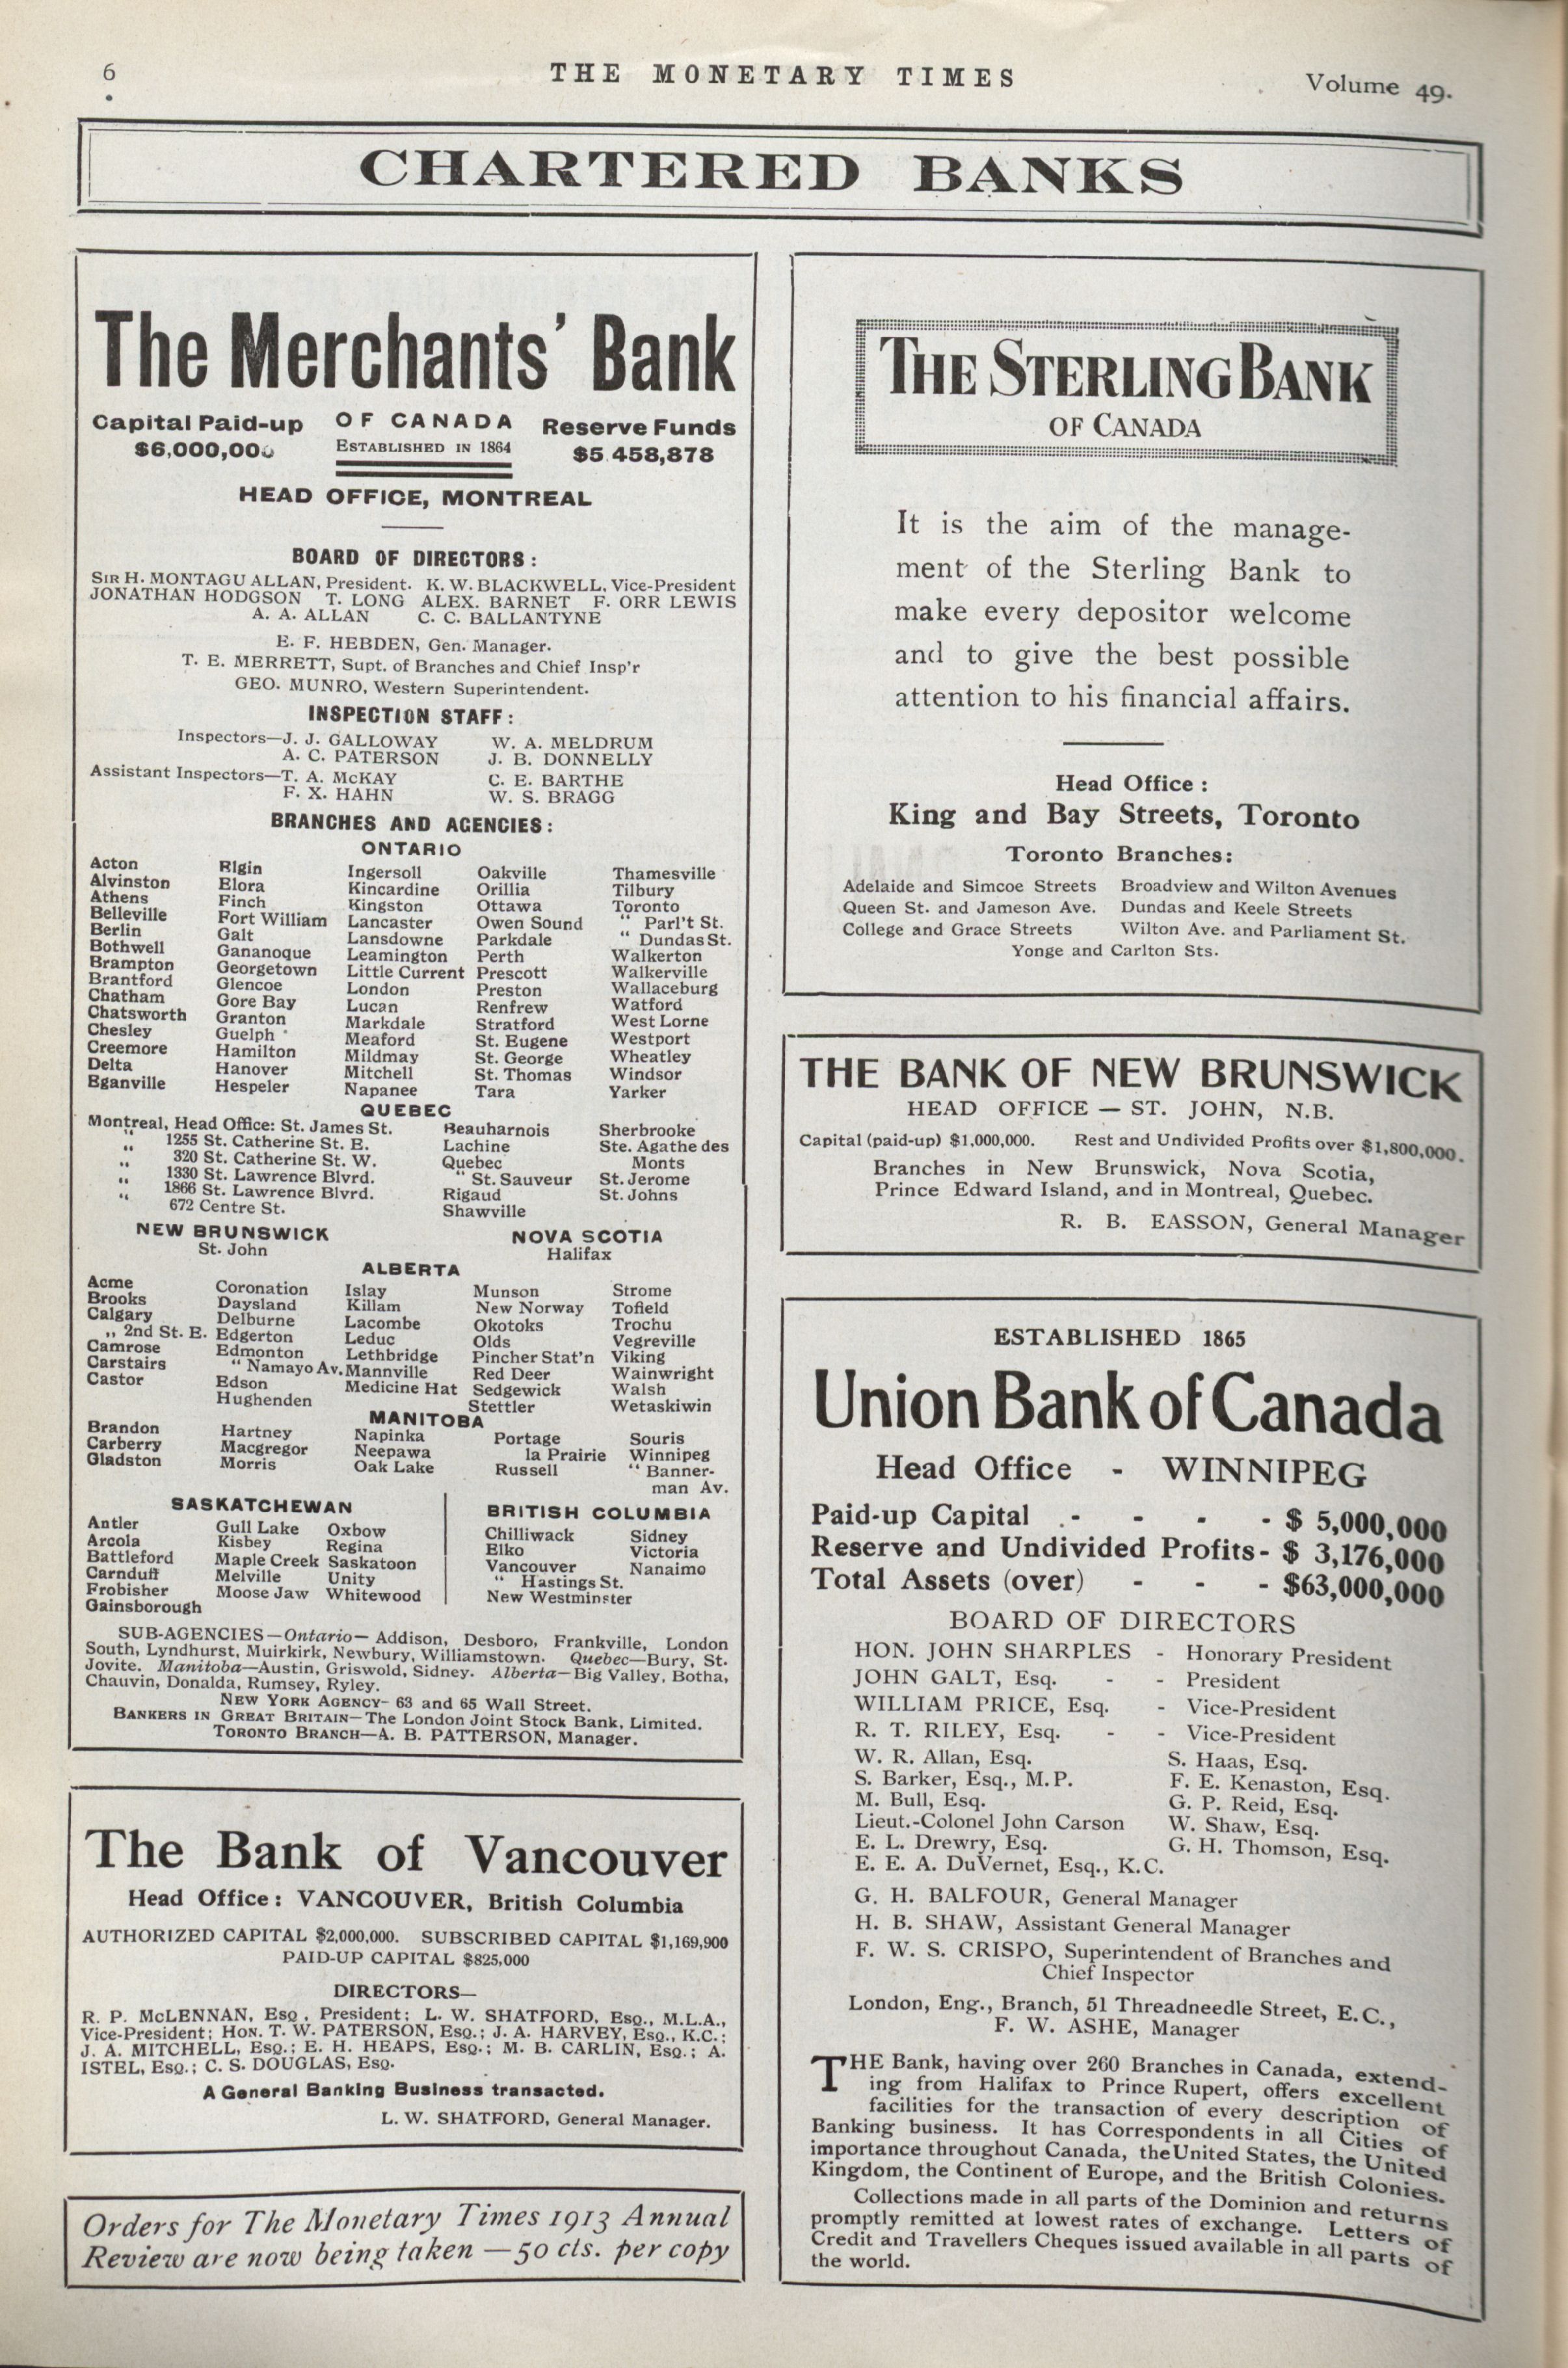 6
THE MONETARY TIMES
Volume 49.
CHARTERED BANKS
The Merchants' Bank
Capital Paid-up OF CANADA Reserve Funds
$6,000,000 ESTABLISHED IN 1864 $5,458,878
HEAD OFFICE, MONTREAL
BOARD OF DIRECTORS:
SIR H. MONTAGU ALLAN, President. K. W. BLACKWELL, Vice-President
JONATHAN HODGSON T. LONG ALEX. BARNET F. ORR LEWIS
A. A. ALLAN C. C. BALLANTYNE
E. F. HEBDEN, Gen. Manager.
T. E. MERRETT, Supt. of Branches and Chief Insp'r
GEO. MUNRO, Western Superintendent.
INSPECTION STAFF:
Inspectors—J. J. GALLOWAY W. A. MELDRUM
A. C. PATERSON J. B. DONNELLY
Assistant Inspectors—T. A. McKAY C. E. BARTHE
F. X. HAHN W. S. BRAGG
BRANCHES AND AGENCIES:
ONTARIO
Acton Elgin Ingersoll Oakville Thamesville
Alvinston Elora Kincardine Orillia Tilbury
Athens Finch Kingston Ottawa Toronto
Belleville Fort William Lancaster Owen Sound " Parl't St.
Berlin Galt Lansdowne Parkdale " Dundas St.
Bothwell Gananoque Leamington Perth Walkerton
Brampton Georgetown Little Current Prescott Walkerville
Brantford Glencoe London Preston Wallaceburg
Chatham Gore Bay Lucan Renfrew Watford
Chatsworth Granton Markdale Stratford West Lorne
Chesley Guelph Meaford St. Eugene Westport
Creemore Hamilton Mildmay St. George Wheatley
Delta Hanover Mitchell St. Thomas Windsor
Eganville Hespeler Napanee Tara Yarker
QUEBEC
Montreal, Head Office: St. James St. Beauharnois Sherbrooke
" 1255 St. Catherine St. E. Lachine Ste. Agathe des
" 320 St. Catherine St. W. Quebec Monts
" 1330 St. Lawrence Blvrd. " St. Sauveur St. Jerome
" 1866 St. Lawrence Blvrd. Rigaud St. Johns
672 Centre St. Shawville
NEW BRUNSWICK NOVA SCOTIA
St. John Halifax
ALBERTA
Acme Coronation Islay Munson Strome
Brooks Daysland Killam New Norway Tofield
Calgary Delburne Lacombe Okotoks Trochu
,, 2nd St. E. Edgerton Leduc Olds Vegreville
Camrose Edmonton Lethbridge Pincher Stat'n Viking
Carstairs " Namayo Av. Mannville Red Deer Wainwright
Castor Edson Medicine Hat Sedgewick Walsh
Hughenden Stettler Wetaskiwin
MANITOBA
Brandon Hartney Napinka Portage Souris
Carberry Macgregor Neepawa la Prairie Winnipeg
Gladston Morris Oak Lake Russell " Banner-
man Av.
SASKATCHEWAN
Antler Gull Lake Oxbow
Arcola Kisbey Regina
Battleford Maple Creek Saskatoon
Carnduff Melville Unity
Frobisher Moose Jaw Whitewood
Gainsborough
BRITISH COLUMBIA
Chilliwack Sidney
Elko Victoria
Vancouver Nanaimo
" Hastings St.
New Westminster
SUB-AGENCIES—Ontario—Addison, Desboro, Frankville, London
South, Lyndhurst, Muirkirk, Newbury, Williamstown. Quebec—Bury, St.
Jovite. Manitoba—Austin, Griswold, Sidney. Alberta—Big Valley, Botha,
Chauvin, Donalda, Rumsey, Ryley.
NEW YORK AGENCY– 63 and 65 Wall Street.
BANKERS IN GREAT BRITAIN—The London Joint Stock Bank, Limited.
TORONTO BRANCH—A. B. PATTERSON, Manager.
The Bank of Vancouver
Head Office: VANCOUVER, British Columbia
AUTHORIZED CAPITAL $2,000,000. SUBSCRIBED CAPITAL $1,169,900
PAID-UP CAPITAL $825,000
DIRECTORS—
R. P. McLENNAN, ESQ., President; L. W. SHATFORD, ESQ., M.L.A.,
Vice-President; HON. T. W. PATERSON, ESQ.; J. A. HARVEY, ESQ., K.C.;
J. A. MITCHELL, ESQ.; E. H. HEAPS, ESQ.; M. B. CARLIN, ESQ.; A.
ISTEL, ESQ.; C. S. DOUGLAS, ESQ.
A General Banking Business transacted.
L. W. SHATFORD, General Manager.
Orders for The Monetary Times 1913 Annual
Review are now being taken — 50 cts. per copy
THE STERLING BANK
OF CANADA
It is the aim of the manage-
ment of the Sterling Bank to
make every depositor welcome
and to give the best possible
attention to his financial affairs.
Head Office:
King and Bay Streets, Toronto
Toronto Branches:
Adelaide and Simcoe Streets Broadview and Wilton Avenues
Queen St. and Jameson Ave. Dundas and Keele Streets
College and Grace Streets Wilton Ave. and Parliament St.
Yonge and Carlton Sts.
THE BANK OF NEW BRUNSWICK
HEAD OFFICE — ST. JOHN, N.B.
Capital (paid-up) $1,000,000. Rest and Undivided Profits over $1,800,000.
Branches in New Brunswick, Nova Scotia,
Prince Edward Island, and in Montreal, Quebec.
R. B. EASSON, General Manager
ESTABLISHED 1865
Union Bank of Canada
Head Office - WINNIPEG
Paid-up Capital - - - - $ 5,000,000
Reserve and Undivided Profits - $ 3,176,000
Total Assets (over) - - - $63,000,000
BOARD OF DIRECTORS
HON. JOHN SHARPLES - Honorary President
JOHN GALT, Esq. - - President
WILLIAM PRICE, Esq. - Vice-President
R. T. RILEY, Esq. - - Vice-President
W. R. Allan, Esq. S. Haas, Esq.
S. Barker, Esq., M.P. F. E. Kenaston, Esq.
M. Bull, Esq. G. P. Reid, Esq.
Lieut.-Colonel John Carson W. Shaw, Esq.
E. L. Drewry, Esq. G. H. Thomson, Esq.
E. E. A. DuVernet, Esq., K.C.
G. H. BALFOUR, General Manager
H. B. SHAW, Assistant General Manager
F. W. S. CRISPO, Superintendent of Branches and
Chief Inspector
London, Eng., Branch, 51 Threadneedle Street, E.C.,
F. W. ASHE, Manager
THE Bank, having over 260 Branches in Canada, extend-
ing from Halifax to Prince Rupert, offers excellent
facilities for the transaction of every description of
Banking business. It has Correspondents in all Cities of
importance throughout Canada, the United States, the United
Kingdom, the Continent of Europe, and the British Colonies.
Collections made in all parts of the Dominion and returns
promptly remitted at lowest rates of exchange. Letters of
Credit and Travellers Cheques issued available in all parts of
the world.